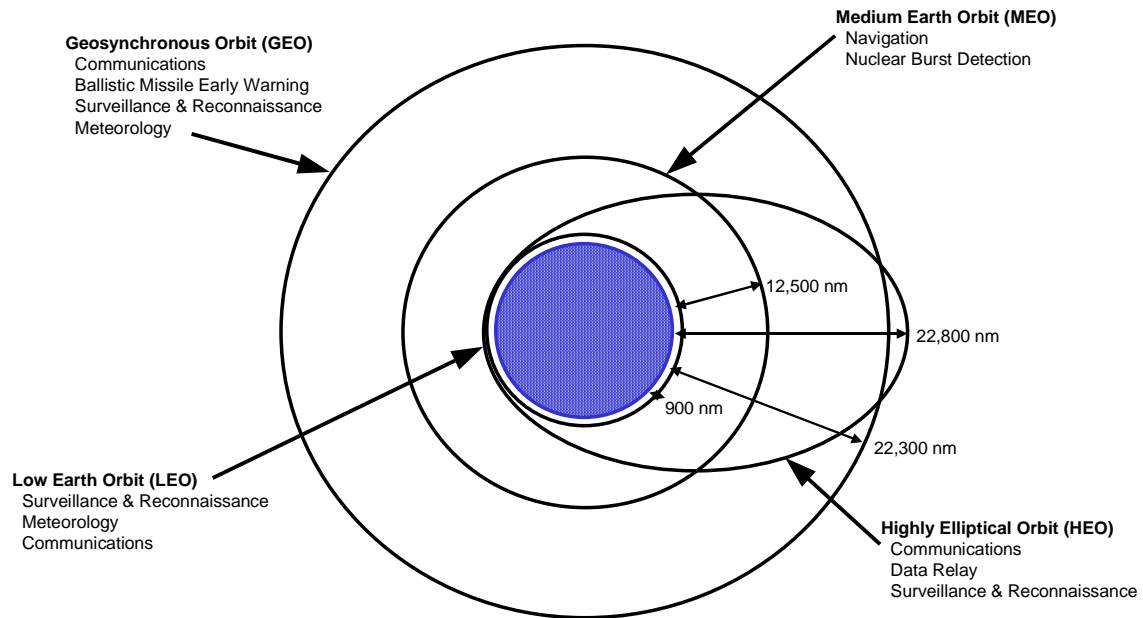 Medium Earth Orbit (MEO)
Navigation
Nuclear Burst Detection
Geosynchronous Orbit (GEO)
Communications
Ballistic Missile Early Warning
Surveillance & Reconnaissance
Meteorology
12,500 nm
22,800 nm
900 nm
22,300 nm
Low Earth Orbit (LEO)
Surveillance & Reconnaissance
Meteorology
Communications
Highly Elliptical Orbit (HEO)
Communications
Data Relay
Surveillance & Reconnaissance